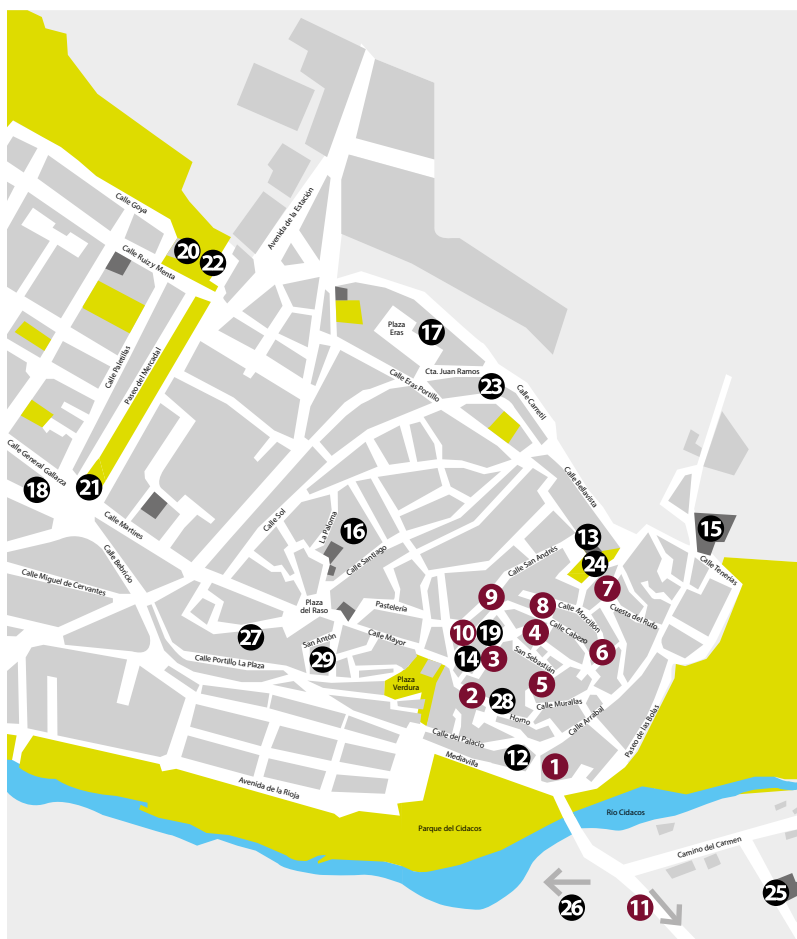 Calle Goya
Avenida de la Estación
20
22
Calle Ruiz y Menta
Plaza
Eras
17
Cta. Juan Ramos
23
Calle Eras Portillo
Calle Carretil
Calle Paletillas
Paseo del Mercadal
Calle General Gallarza
18
21
Calle Martires
Calle Sol
La Paloma
16
Calle Santiago
Calle Bellavista
13
15
Calle San Andrés
24
Calle Tenerías
Calle Bebricio
Calle Miguel de Cervantes
7
9
8
Calle Morcillón
Cuesta del Rufo
Plaza
del Raso
Pastelería
27
San Antón
Calle Mayor
10
19
4
Calle Cabezo
29
14
3
San Sebastián
6
Calle Portillo La Plaza
Plaza
Verdura
5
2
28
Calle Murallas
Horno
Calle Arrabal
Paseo de las Bolas
Calle del Palacio
12
1
Mediavilla
Avenida de la Rioja
Parque del Cidacos
Río Cidacos
Camino del Carmen
26
11
25